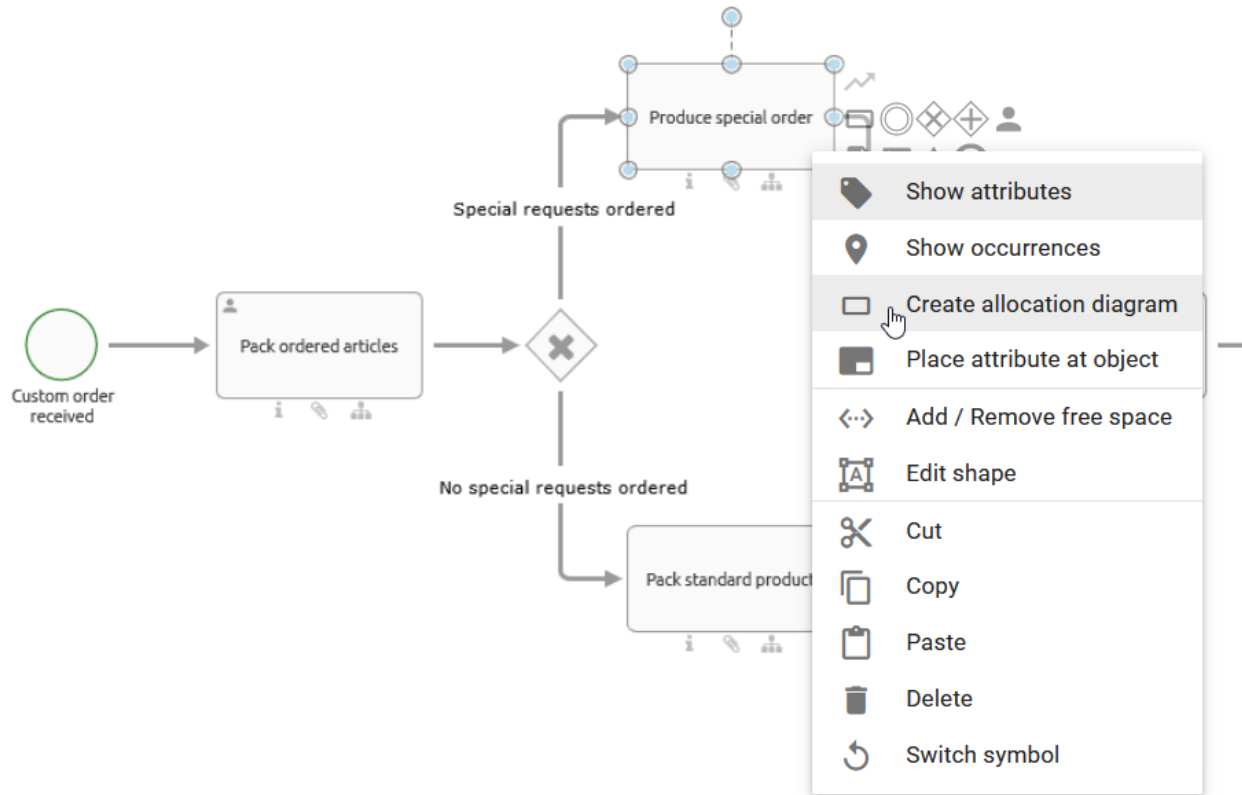 Produce special order
Special requests ordered
Custom order
received
Pack ordered articles
No special requests ordered
Pack standard product
Show attributes
Show occurrences
Create allocation diagram
Place attribute at object
Add / Remove free space
Edit shape
Cut
Copy
Paste
Delete
Switch symbol